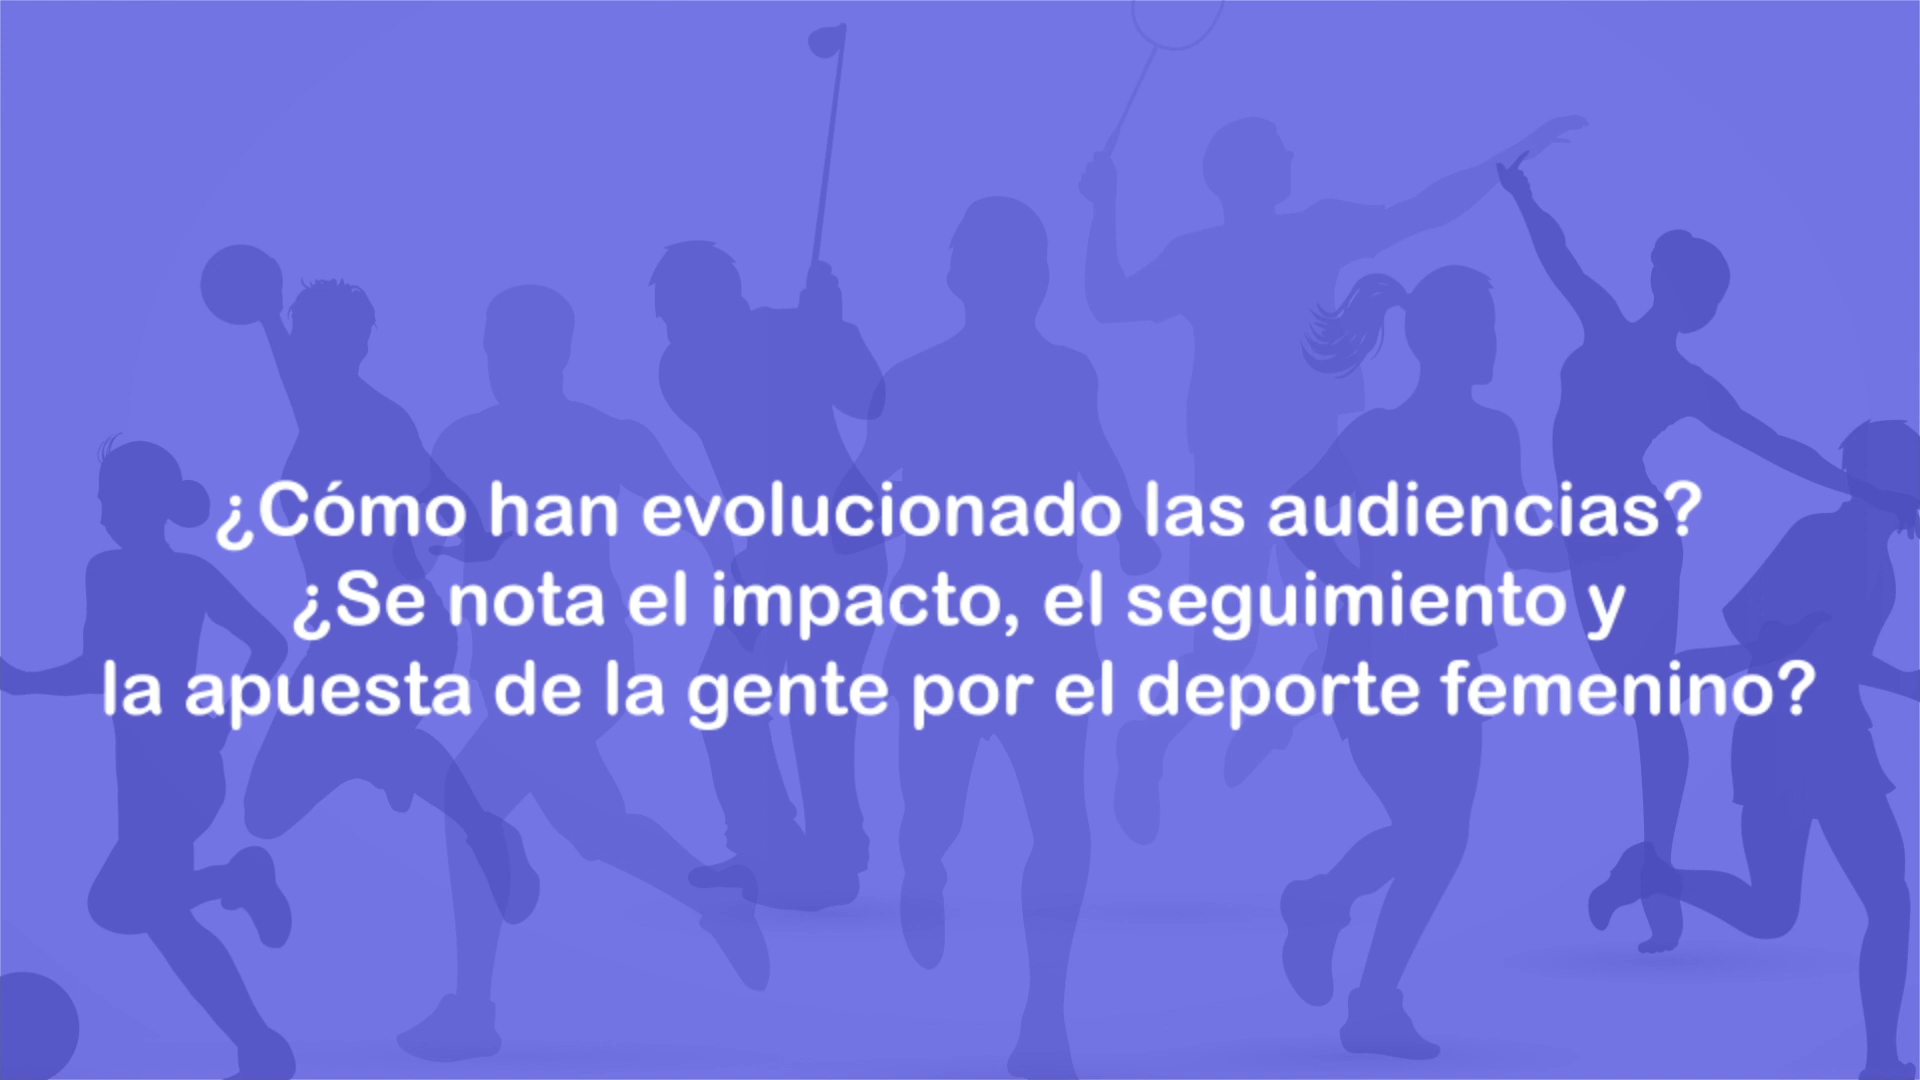 ¿Cómo han evolucionado las audiencias?
¿Se nota el impacto, el seguimiento y
la apuesta de la gente por el deporte femenino?